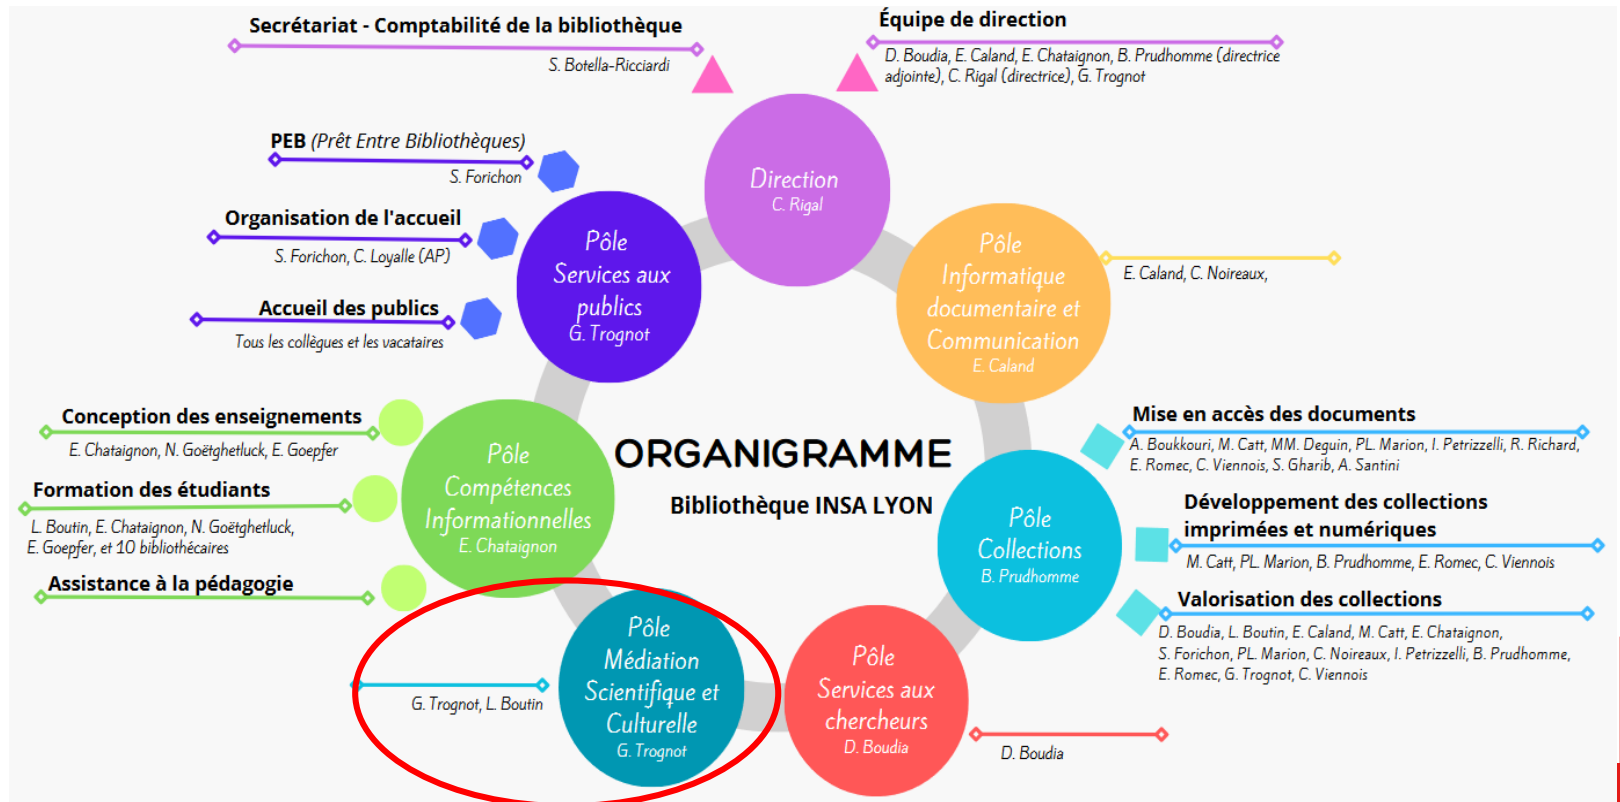 Secrétariat - Comptabilité de la bibliothèque
S. Botella-Ricciardi
Équipe de direction
D. Boudia, E. Caland, E. Chataignon, B. Prudhomme (directrice
adjointe), C. Rigal (directrice), G. Trognot
PEB (Prêt Entre Bibliothèques)
S. Forichon
Organisation de l'accueil
S. Forichon, C. Loyalle (AP)
Accueil des publics
Tous les collègues et les vacataires
Direction
C. Rigal
Pôle
Services aux
publics
G. Trognot
Pôle
Informatique
documentaire et
Communication
E. Caland
E. Caland, C. Noireaux,
Conception des enseignements
E. Chataignon, N. Goëtghetluck, E. Goepfer
Formation des étudiants
L. Boutin, E. Chataignon, N. Goëtghetluck,
E. Goepfer, et 10 bibliothécaires
Assistance à la pédagogie
Pôle
Compétences
Informationnelles
E. Chataignon
ORGANIGRAMME
Bibliothèque INSA LYON
Pôle
Collections
B. Prudhomme
Mise en accès des documents
A. Boukkouri, M. Catt, MM. Deguin, PL. Marion, I. Petrizzelli, R. Richard,
E. Romec, C. Viennois, S. Gharib, A. Santini
Développement des collections
imprimées et numériques
M. Catt, PL. Marion, B. Prudhomme, E. Romec, C. Viennois
Valorisation des collections
D. Boudia, L. Boutin, E. Caland, M. Catt, E. Chataignon,
S. Forichon, PL. Marion, C. Noireaux, I. Petrizzelli, B. Prudhomme,
E. Romec, G. Trognot, C. Viennois
G. Trognot, L. Boutin
Pôle
Médiation
Scientifique et
Culturelle
G. Trognot
Pôle
Services aux
chercheurs
D. Boudia
D. Boudia